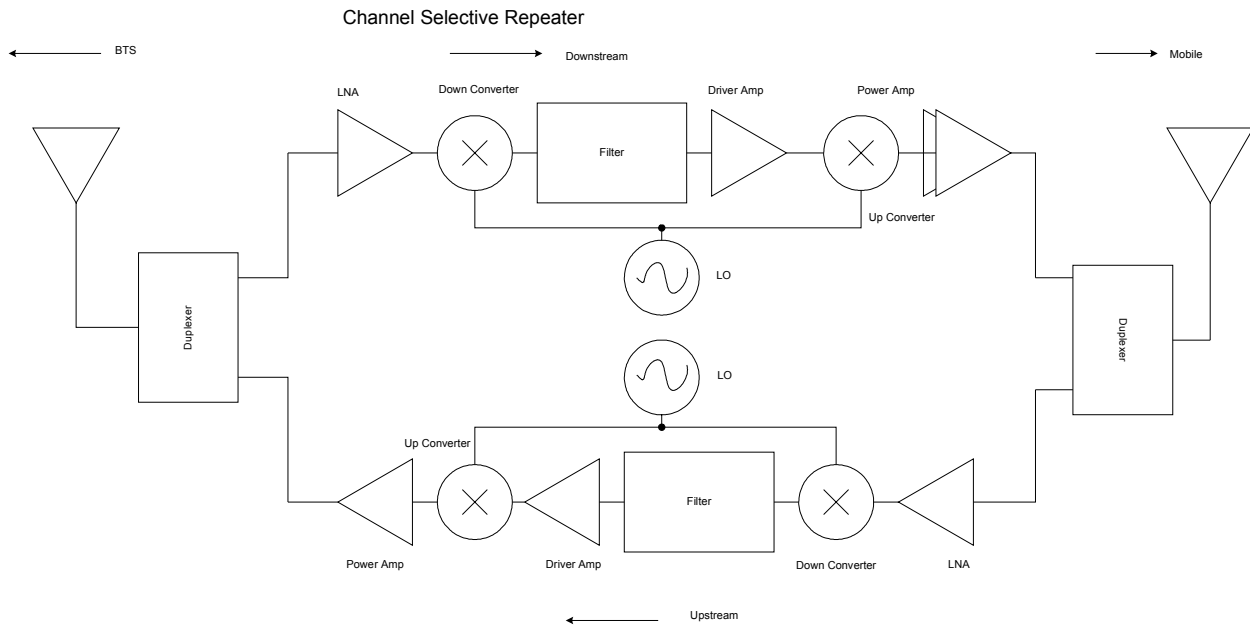 Channel Selective Repeater
BTS
Downstream
Mobile
LNA
Down Converter
Driver Amp
Power Amp
Filter
Up Converter
LO
Duplexer
Duplexer
LO
Up Converter
Filter
Power Amp
Driver Amp
Down Converter
LNA
Upstream